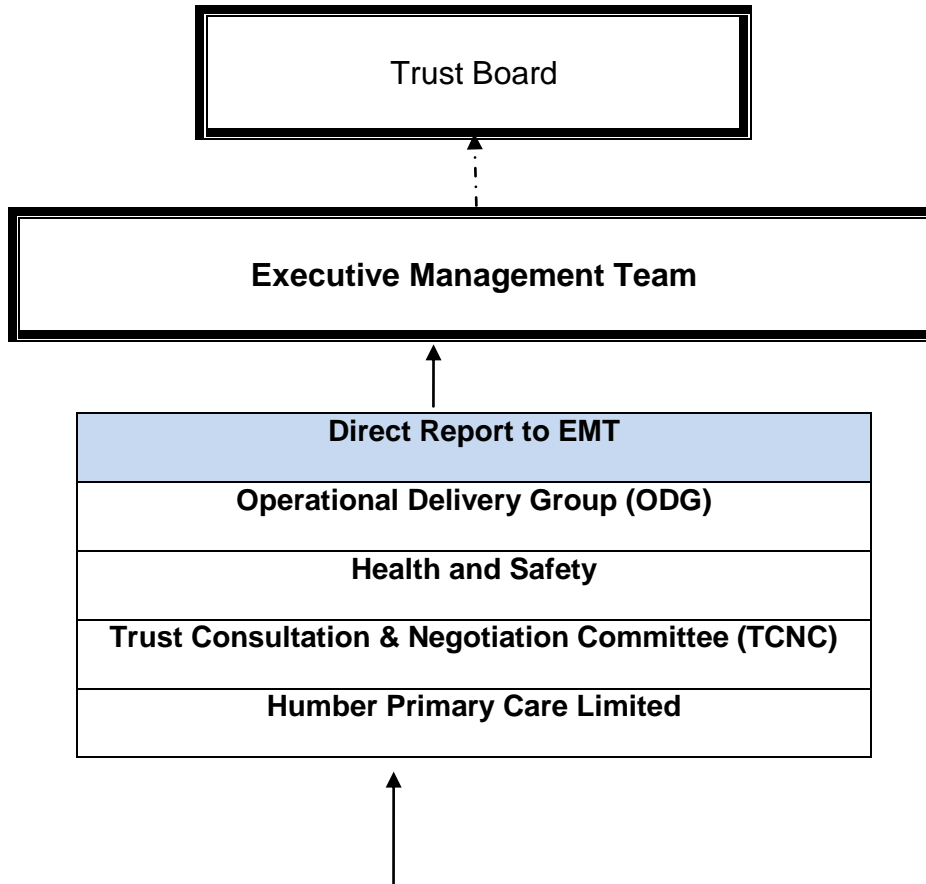 Trust Board
Executive Management Team
Direct Report to EMT
Operational Delivery Group (ODG)
Health and Safety
Trust Consultation & Negotiation Committee (TCNC)
Humber Primary Care Limited